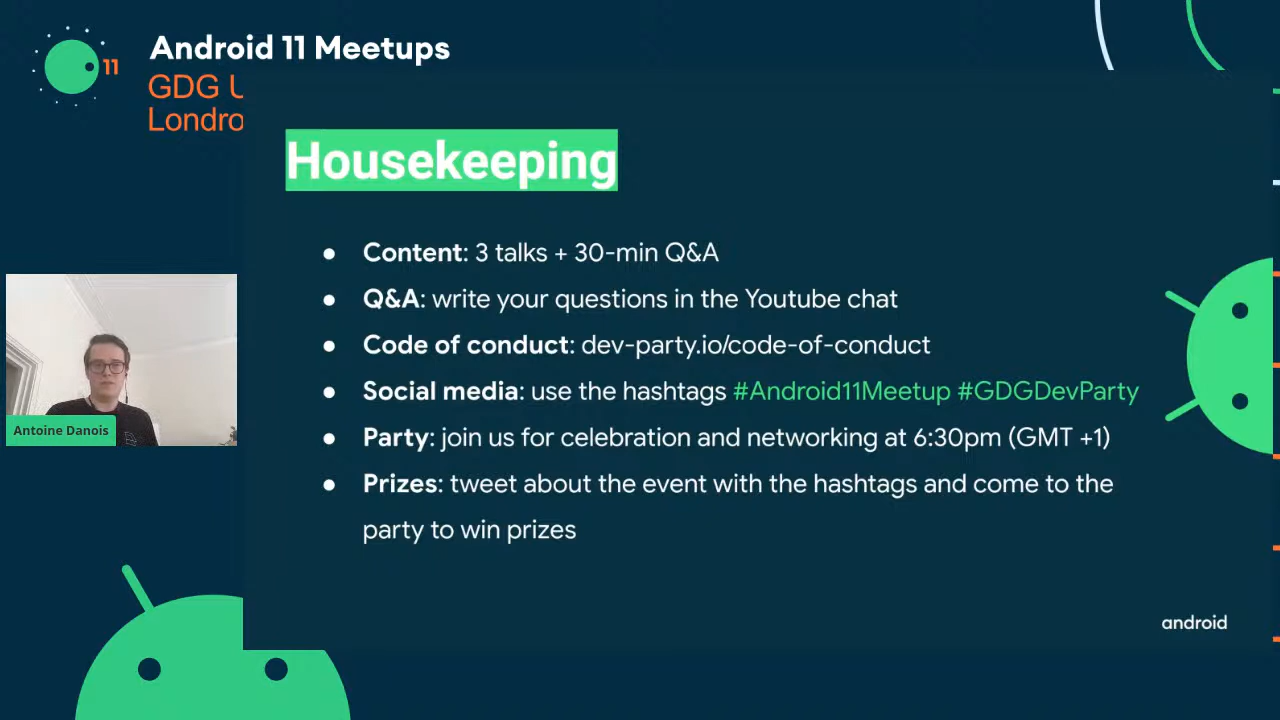 Android 11 Meetups
11
GDG U
Londro
Housekeeping
● Content: 3 talks + 30-min Q&A
● Q&A: write your questions in the Youtube chat
● Code of conduct: dev-party.io/code-of-conduct
● Social media: use the hashtags #Android11Meetup #GDGDevParty
● Party: join us for celebration and networking at 6:30pm (GMT +1)
● Prizes: tweet about the event with the hashtags and come to the
party to win prizes
Antoine Danois
android